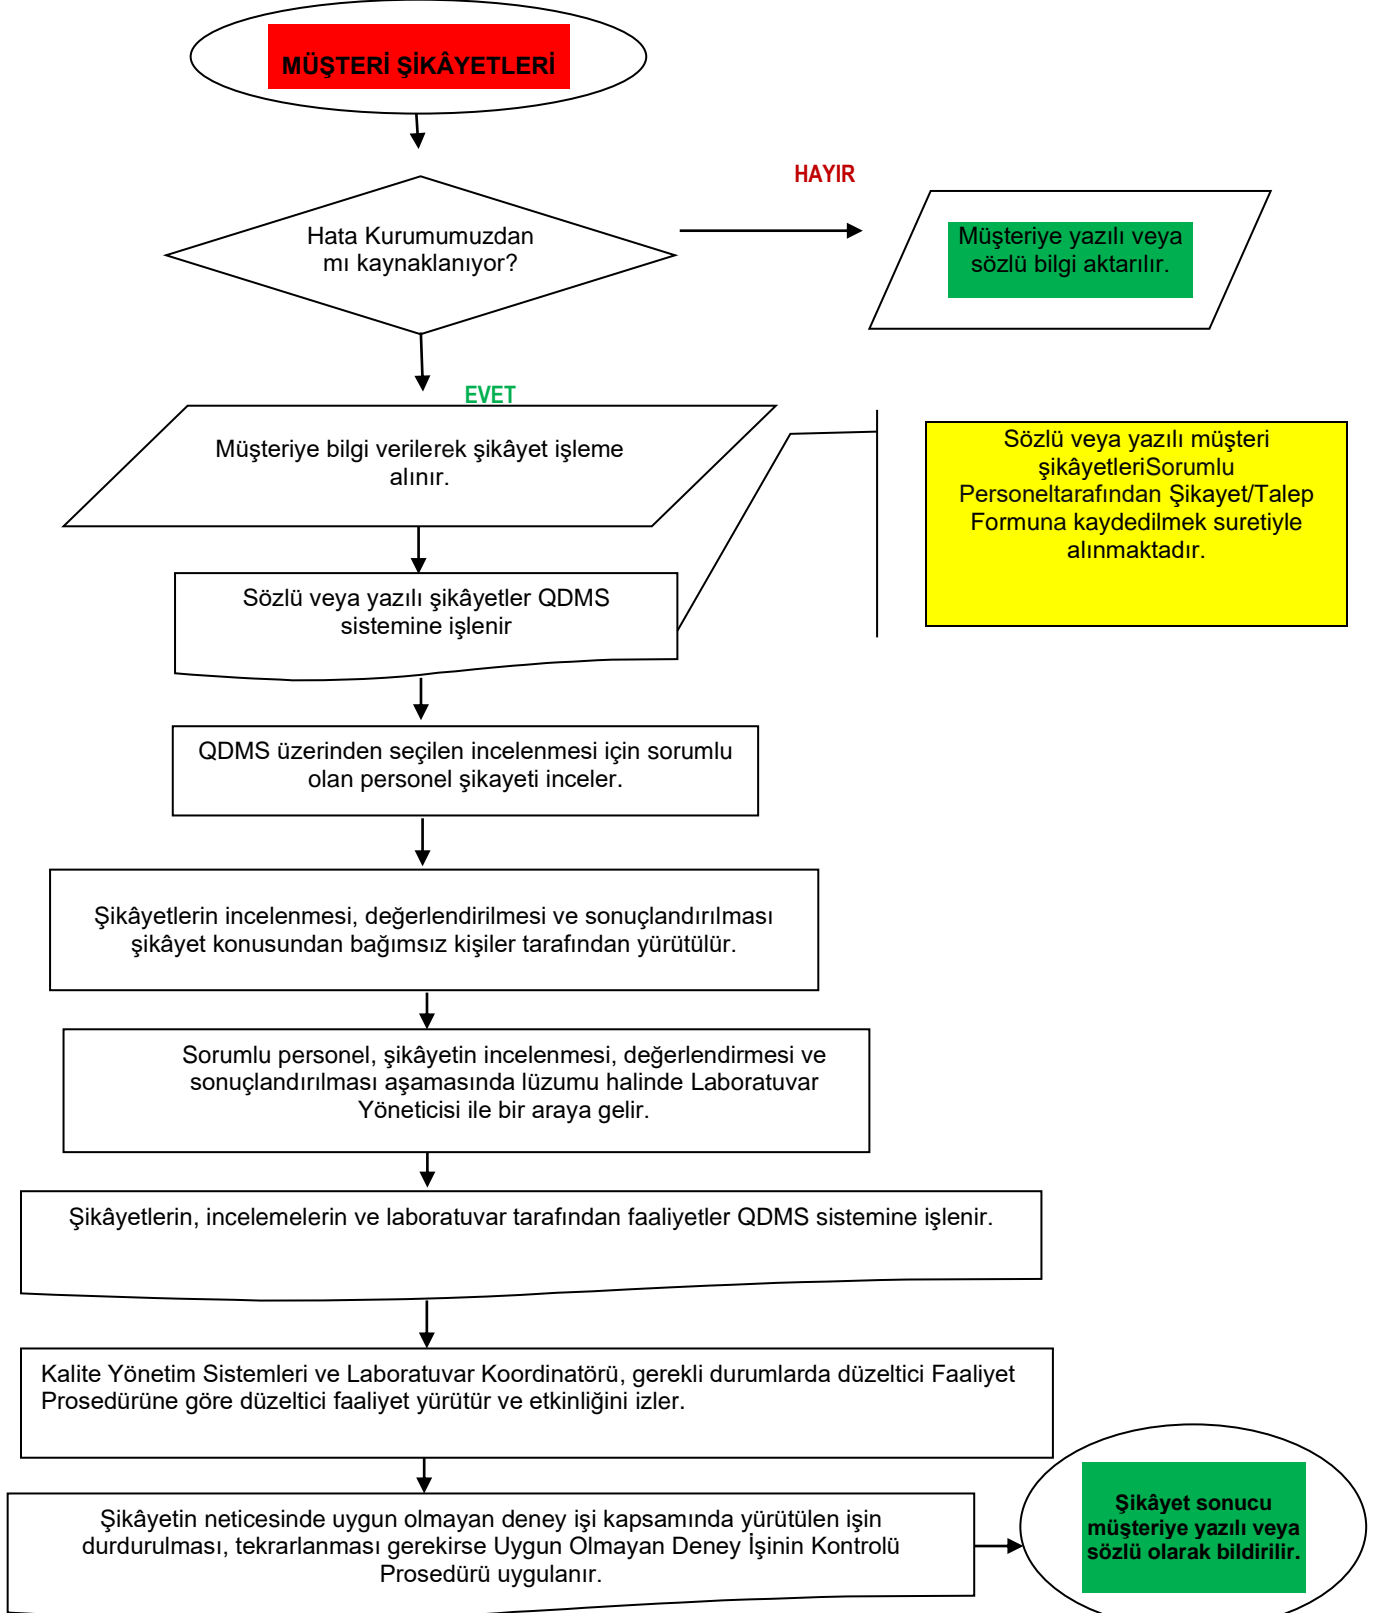 MÜŞTERİ ŞİKÂYETLERİ
HAYIR
Hata Kurumumuzdan
mı kaynaklanıyor?
Müşteriye yazılı veya
sözlü bilgi aktarılır.
EVET
Müşteriye bilgi verilerek şikâyet işleme
alınır.
Sözlü veya yazılı müşteri
şikâyetleriSorumlu
Personeltarafından Şikayet/Talep
Formuna kaydedilmek suretiyle
alınmaktadır.
Sözlü veya yazılı şikâyetler QDMS
sistemine işlenir
QDMS üzerinden seçilen incelenmesi için sorumlu
olan personel şikayeti inceler.
Şikâyetlerin incelenmesi, değerlendirilmesi ve sonuçlandırılması
şikâyet konusundan bağımsız kişiler tarafından yürütülür.
Sorumlu personel, şikâyetin incelenmesi, değerlendirmesi ve
sonuçlandırılması aşamasında lüzumu halinde Laboratuvar
Yöneticisi ile bir araya gelir.
Şikâyetlerin, incelemelerin ve laboratuvar tarafından faaliyetler QDMS sistemine işlenir.
Kalite Yönetim Sistemleri ve Laboratuvar Koordinatörü, gerekli durumlarda düzeltici Faaliyet
Prosedürüne göre düzeltici faaliyet yürütür ve etkinliğini izler.
Şikâyetin neticesinde uygun olmayan deney işi kapsamında yürütülen işin
durdurulması, tekrarlanması gerekirse Uygun Olmayan Deney İşinin Kontrolü
Prosedürü uygulanır.
Şikâyet sonucu
müşteriye yazılı veya
sözlü olarak bildirilir.